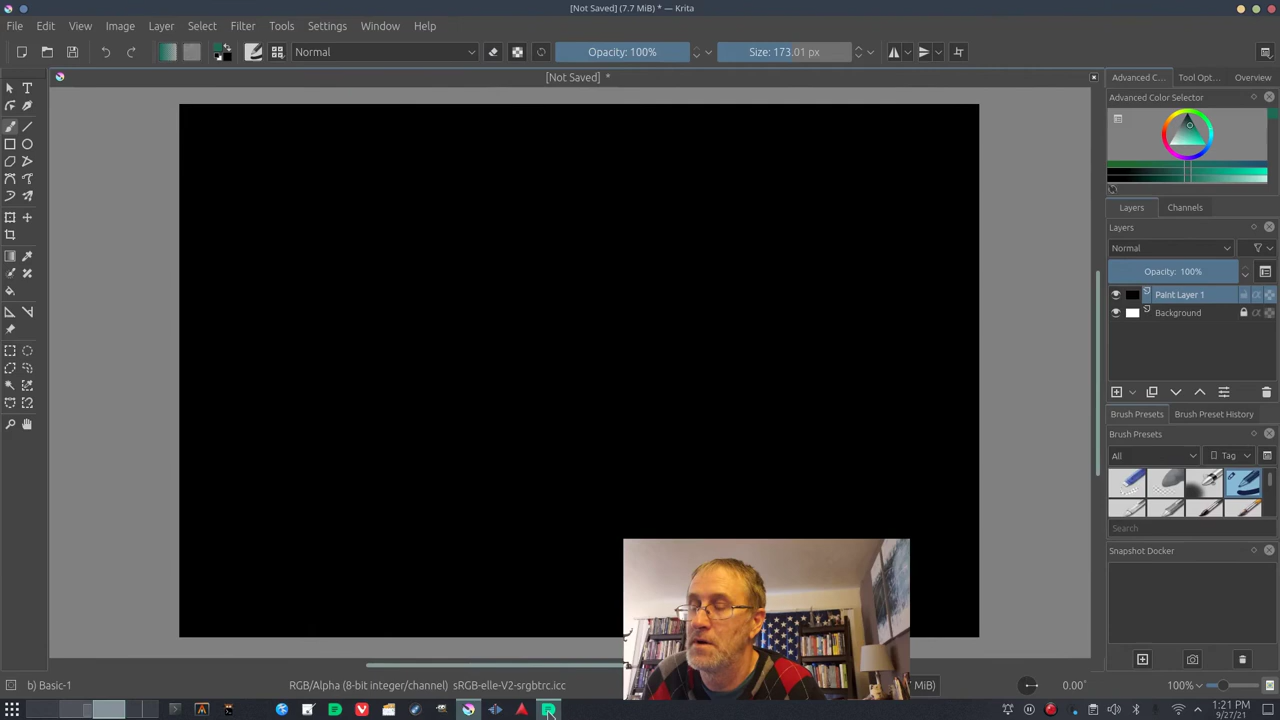 [Not Saved] (7.7 MiB) * — Krita
File Edit View Image Layer Select Filter Tools Settings Window Help
Normal
Opacity: 100%
Size: 173.01 px
[Not Saved] *
Advanced C... Tool Opt... Overview
Advanced Color Selector
Layers Channels
Layers
Normal
Opacity: 100%
Paint Layer 1
Background
Brush Presets Brush Preset History
Brush Presets
All
Tag
Search
Snapshot Docker
b) Basic-1
RGB/Alpha (8-bit integer/channel) sRGB-elle-V2-srgbtrc.icc
MiB)
0.00°
100%
1:21 PM
9/27/21